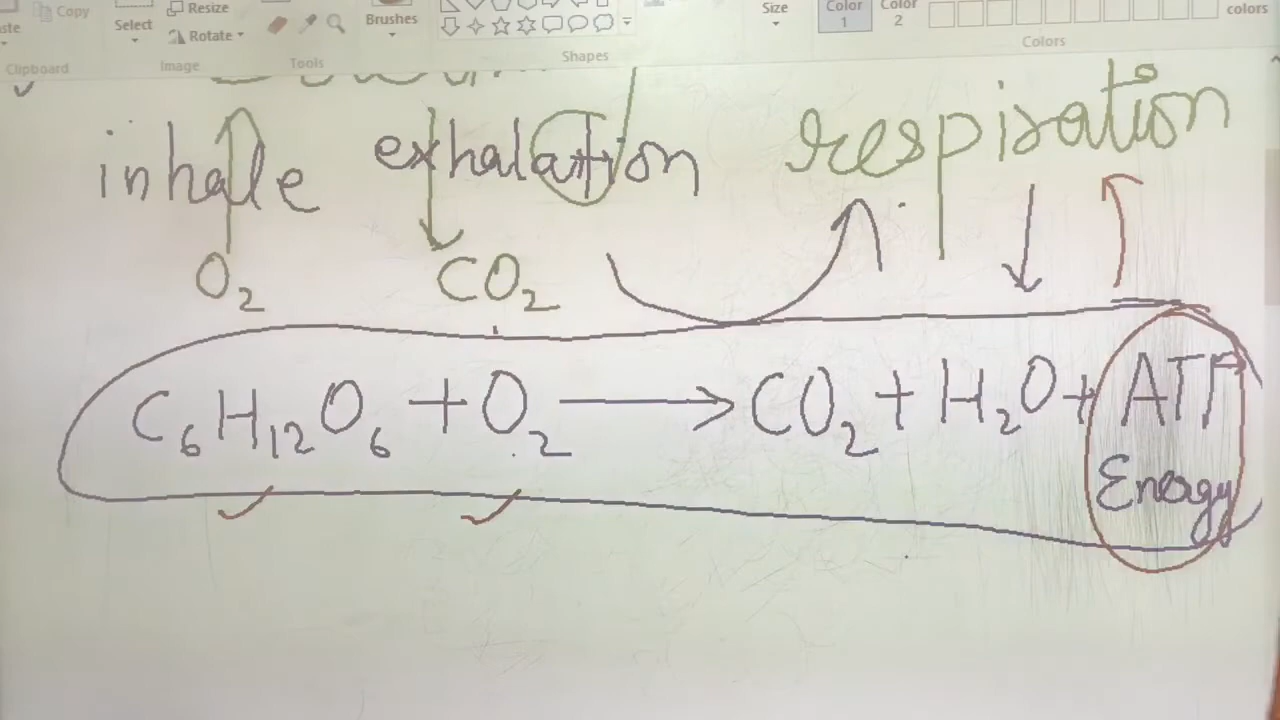 Copy
Resize
Select
Rotate
Brushes
Size
Color
1
Color
2
colors
Clipboard
Image
Tools
Shapes
Colors
inhale exhalation respiration
O2 CO2
C6H12O6 + O2 → CO2 + H2O + ATP
Energy